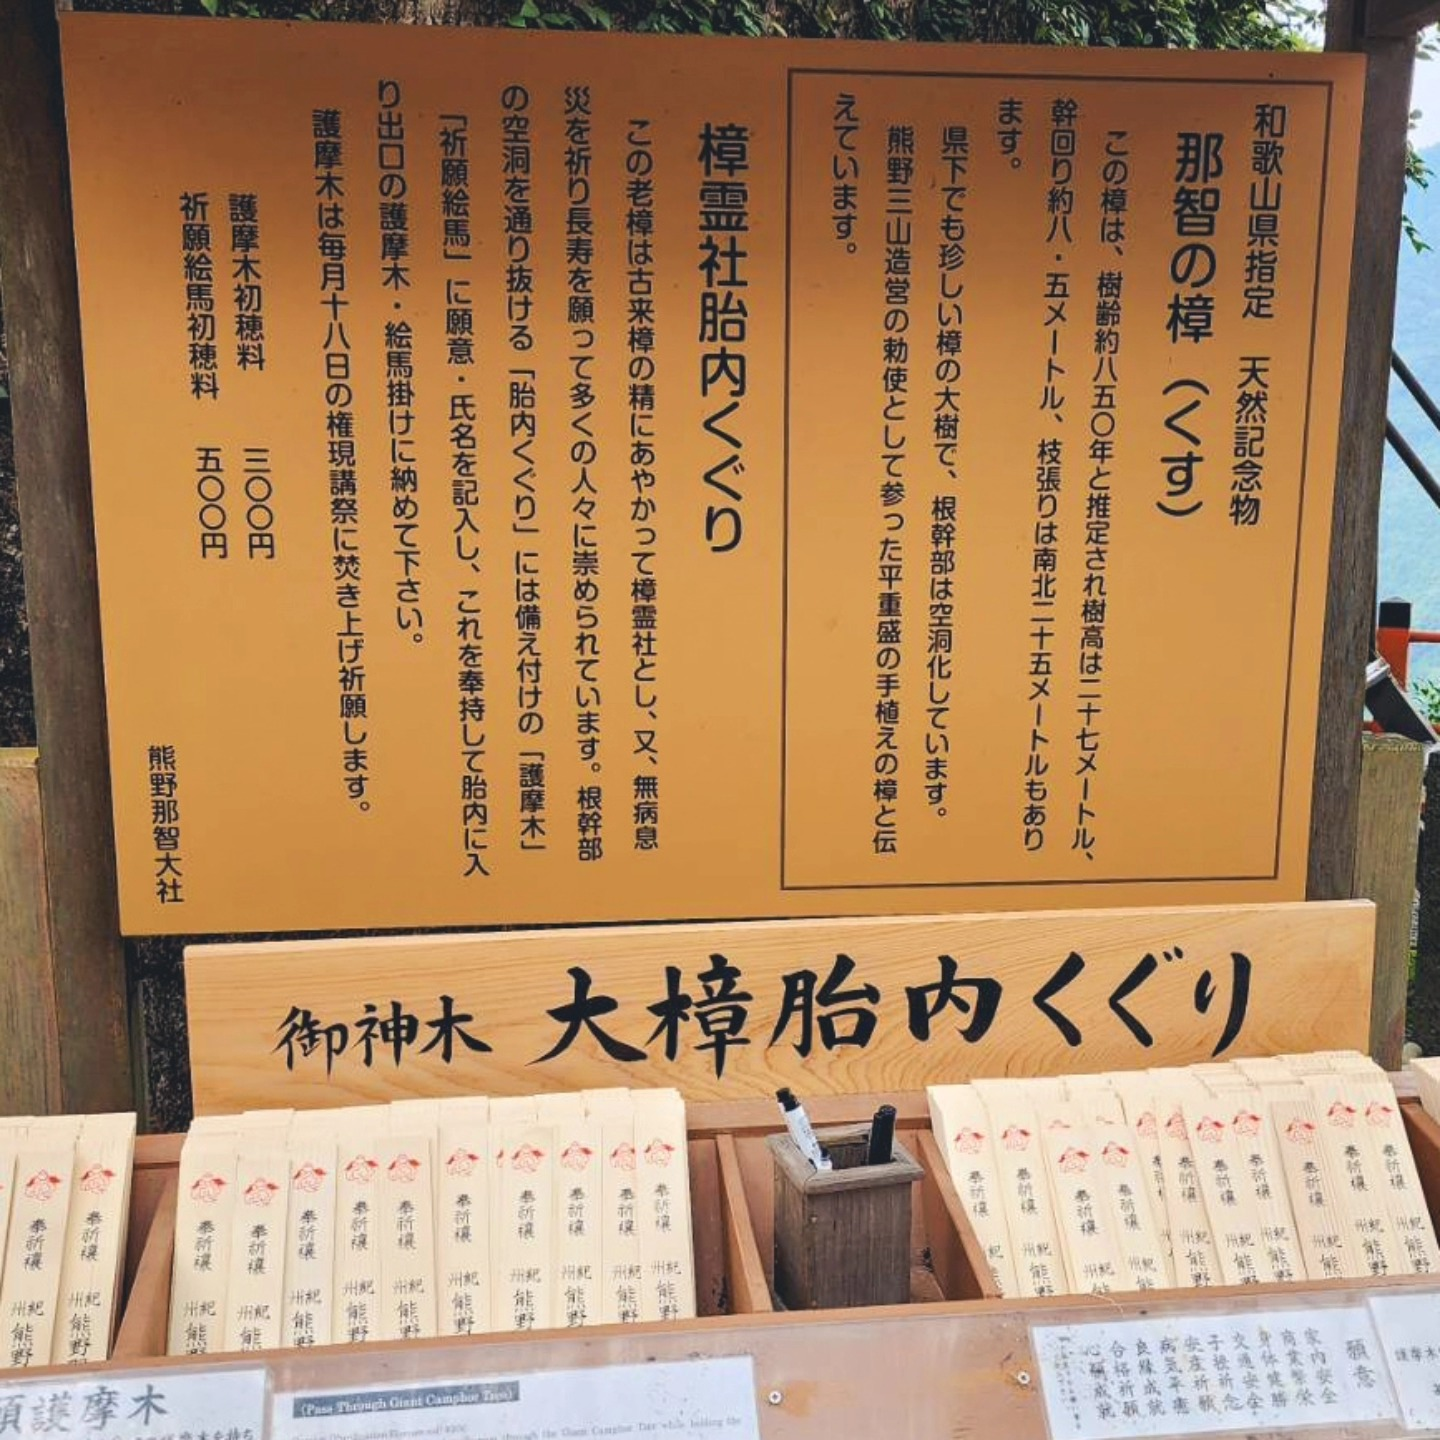 和歌山県指定　天然記念物
那智の樟（くす）
この樟は、樹齢約八五〇年と推定され樹高は二十七メートル、
幹回り約八・五メートル、枝張りは南北二十五メートルもあり
ます。
県下でも珍しい樟の大樹で、根幹部は空洞化しています。
熊野三山造営の勅使として参った平重盛の手植えの樟と伝
えています。
樟霊社胎内くぐり
この老樟は古来樟の精にあやかって樟霊社とし、又、無病息
災を祈り長寿を願って多くの人々に崇められています。根幹部
の空洞を通り抜ける「胎内くぐり」には備え付けの「護摩木」
「祈願絵馬」に願意・氏名を記入し、これを奉持して胎内に入
り出口の護摩木・絵馬掛けに納めて下さい。
護摩木は毎月十八日の権現講祭に焚き上げ祈願します。
護摩木初穂料　三〇〇円
祈願絵馬初穂料　五〇〇円
熊野那智大社
御神木 大樟胎内くぐり
奉祈禳 紀州 熊野
護摩木
(Pass Through Giant Camphor Tree)
through the Giant Camphor Tree while holding the
願意
家内安全
商業繁栄
身体健勝
交通安全
子授祈念
安産祈願
病気平癒
良縁成就
合格祈願
心願成就